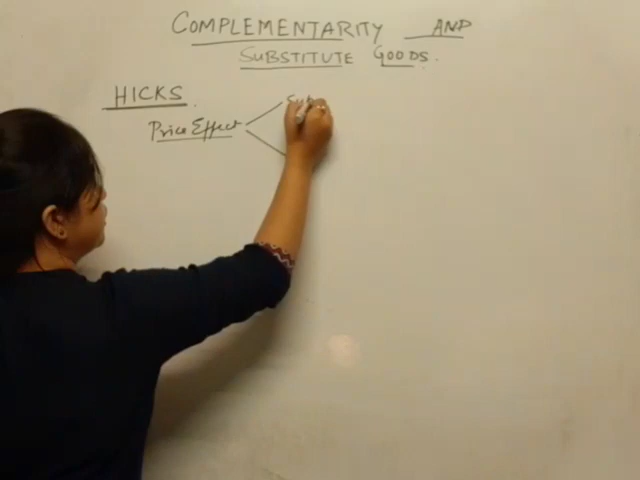 COMPLEMENTARITY AND
SUBSTITUTE GOODS.
HICKS.
Price Effect